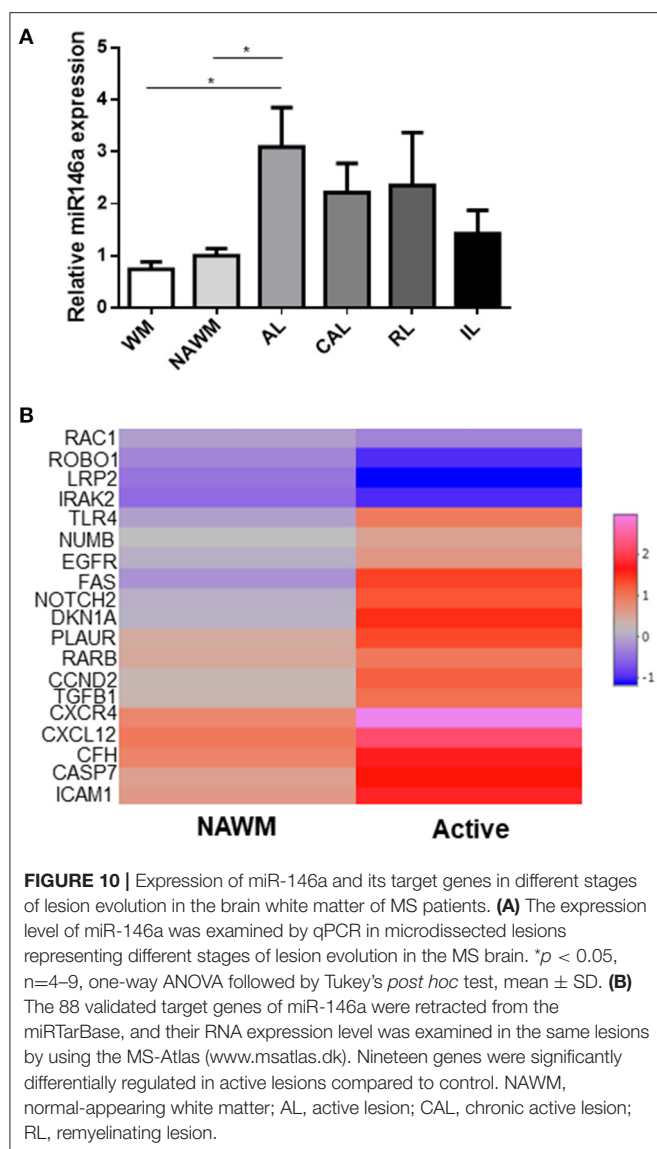 A
Relative miR146a expression
5
4
3
2
1
0
*
*
WM
NAWM
AL
CAL
RL
IL
B
RAC1
ROBO1
LRP2
IRAK2
TLR4
NUMB
EGFR
FAS
NOTCH2
DKN1A
PLAUR
RARB
CCND2
TGFB1
CXCR4
CXCL12
CFH
CASP7
ICAM1
2
1
0
-1
NAWM
Active
FIGURE 10 | Expression of miR-146a and its target genes in different stages
of lesion evolution in the brain white matter of MS patients. (A) The expression
level of miR-146a was examined by qPCR in microdissected lesions
representing different stages of lesion evolution in the MS brain. *p < 0.05,
n=4–9, one-way ANOVA followed by Tukey's post hoc test, mean ± SD. (B)
The 88 validated target genes of miR-146a were retracted from the
miRTarBase, and their RNA expression level was examined in the same lesions
by using the MS-Atlas (www.msatlas.dk). Nineteen genes were significantly
differentially regulated in active lesions compared to control. NAWM,
normal-appearing white matter; AL, active lesion; CAL, chronic active lesion;
RL, remyelinating lesion.